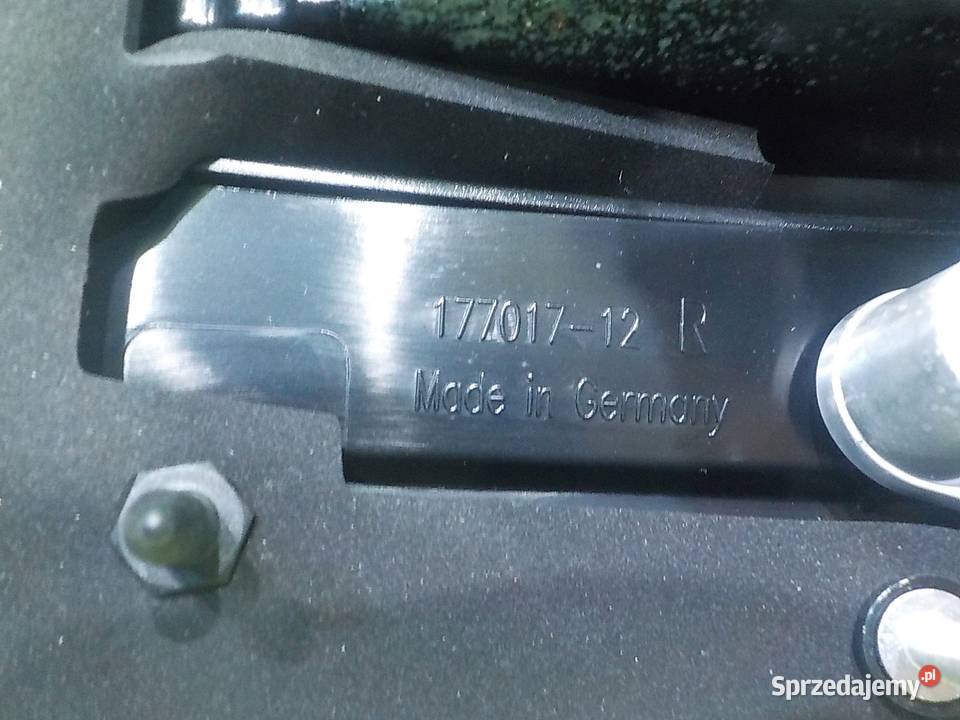 177017-12 R
Made in Germany
Sprzedajemy.pl